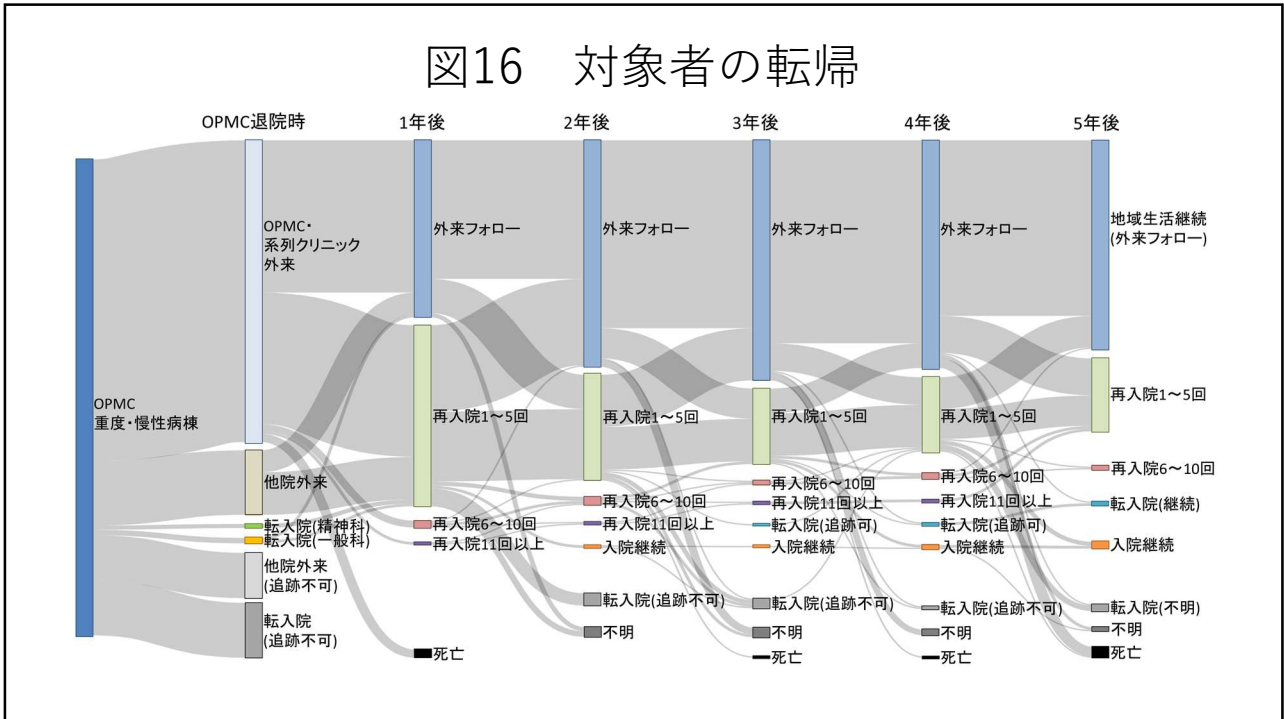 図16　対象者の転帰
OPMC退院時
1年後
2年後
3年後
4年後
5年後
OPMC
重度・慢性病棟
OPMC・
系列クリニック
外来
他院外来
転入院(精神科)
転入院(一般科)
他院外来
(追跡不可)
転入院
(追跡不可)
外来フォロー
再入院1～5回
再入院6～10回
再入院11回以上
死亡
外来フォロー
再入院1～5回
再入院6～10回
再入院11回以上
入院継続
転入院(追跡不可)
不明
外来フォロー
再入院1～5回
再入院6～10回
再入院11回以上
転入院(追跡可)
入院継続
転入院(追跡不可)
不明
死亡
外来フォロー
再入院1～5回
再入院6～10回
再入院11回以上
転入院(追跡可)
入院継続
転入院(追跡不可)
不明
死亡
地域生活継続
(外来フォロー)
再入院1～5回
再入院6～10回
転入院(継続)
入院継続
転入院(不明)
不明
死亡